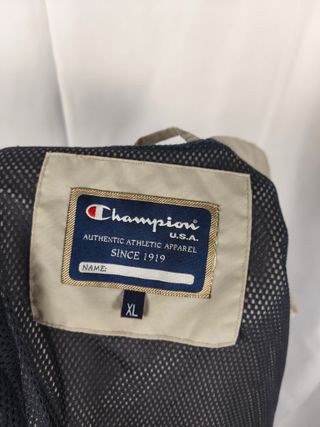 Champion
U.S.A.
AUTHENTIC ATHLETIC APPAREL
SINCE 1919
NAME:
XL